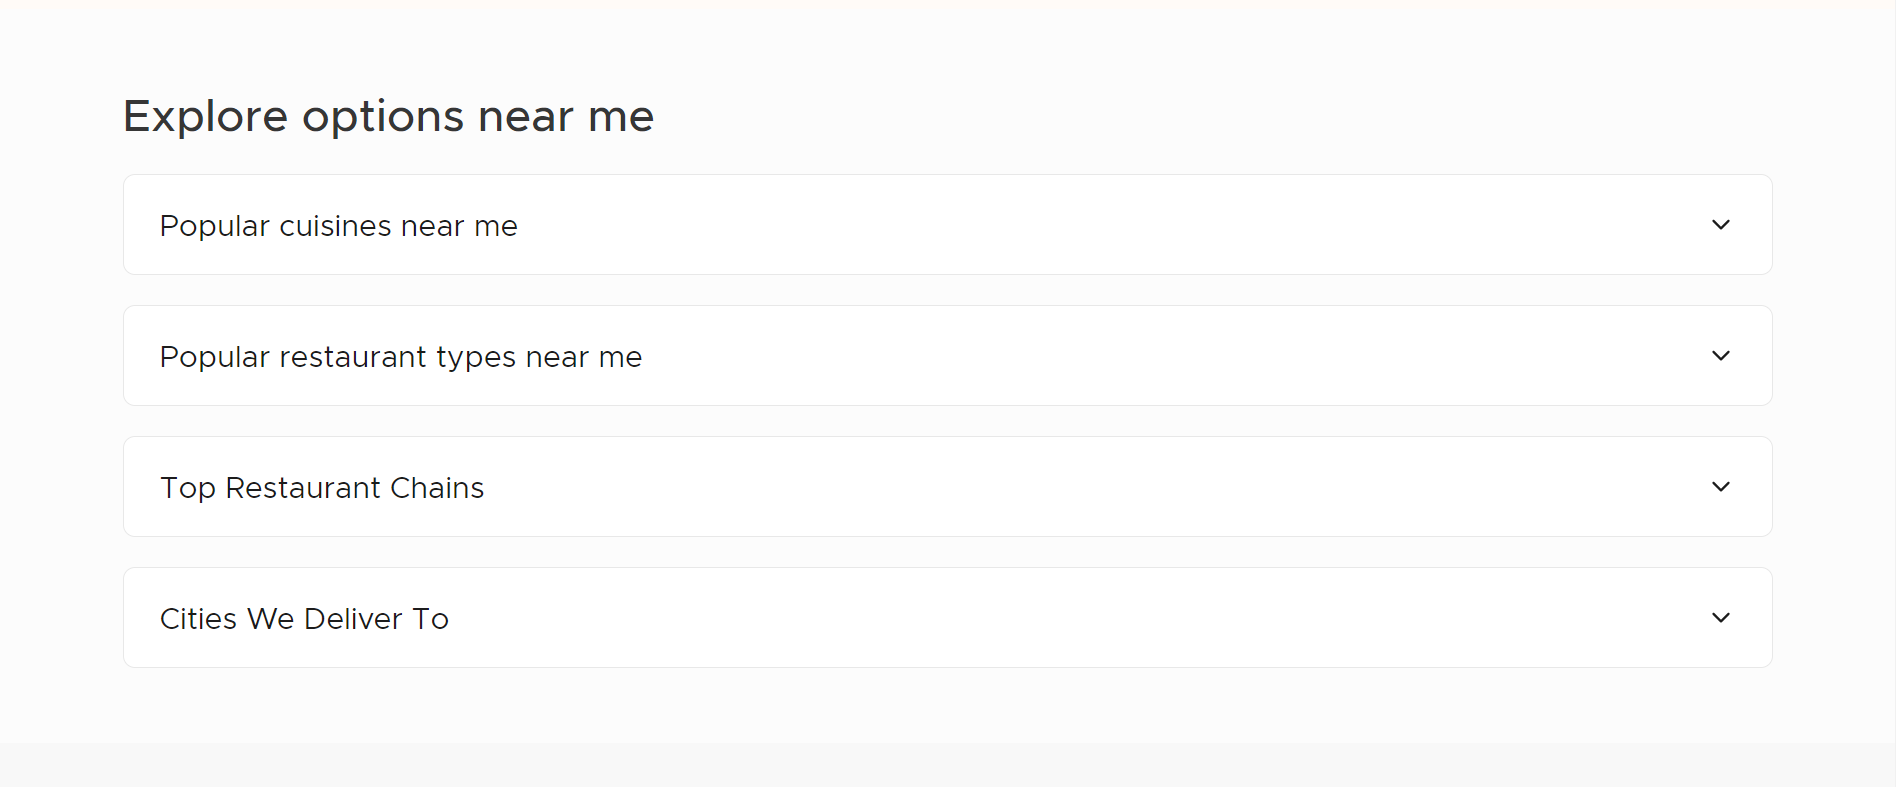 Explore options near me
Popular cuisines near me
Popular restaurant types near me
Top Restaurant Chains
Cities We Deliver To